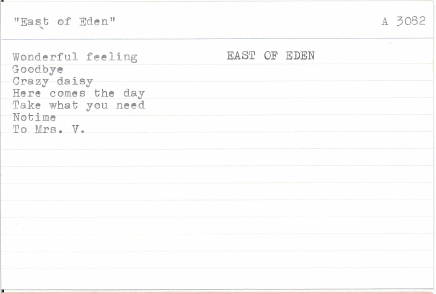 "East of Eden"
A 3082
Wonderful feeling
EAST OF EDEN
Goodbye
Crazy daisy
Here comes the day
Take what you need
Notime
To Mrs. V.